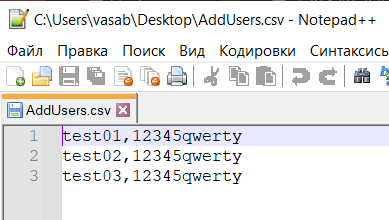 C:\Users\vasab\Desktop\AddUsers.csv - Notepad++
Файл Правка Поиск Вид Кодировки Синтаксисы
AddUsers.csv
1 test01,12345qwerty
2 test02,12345qwerty
3 test03,12345qwerty